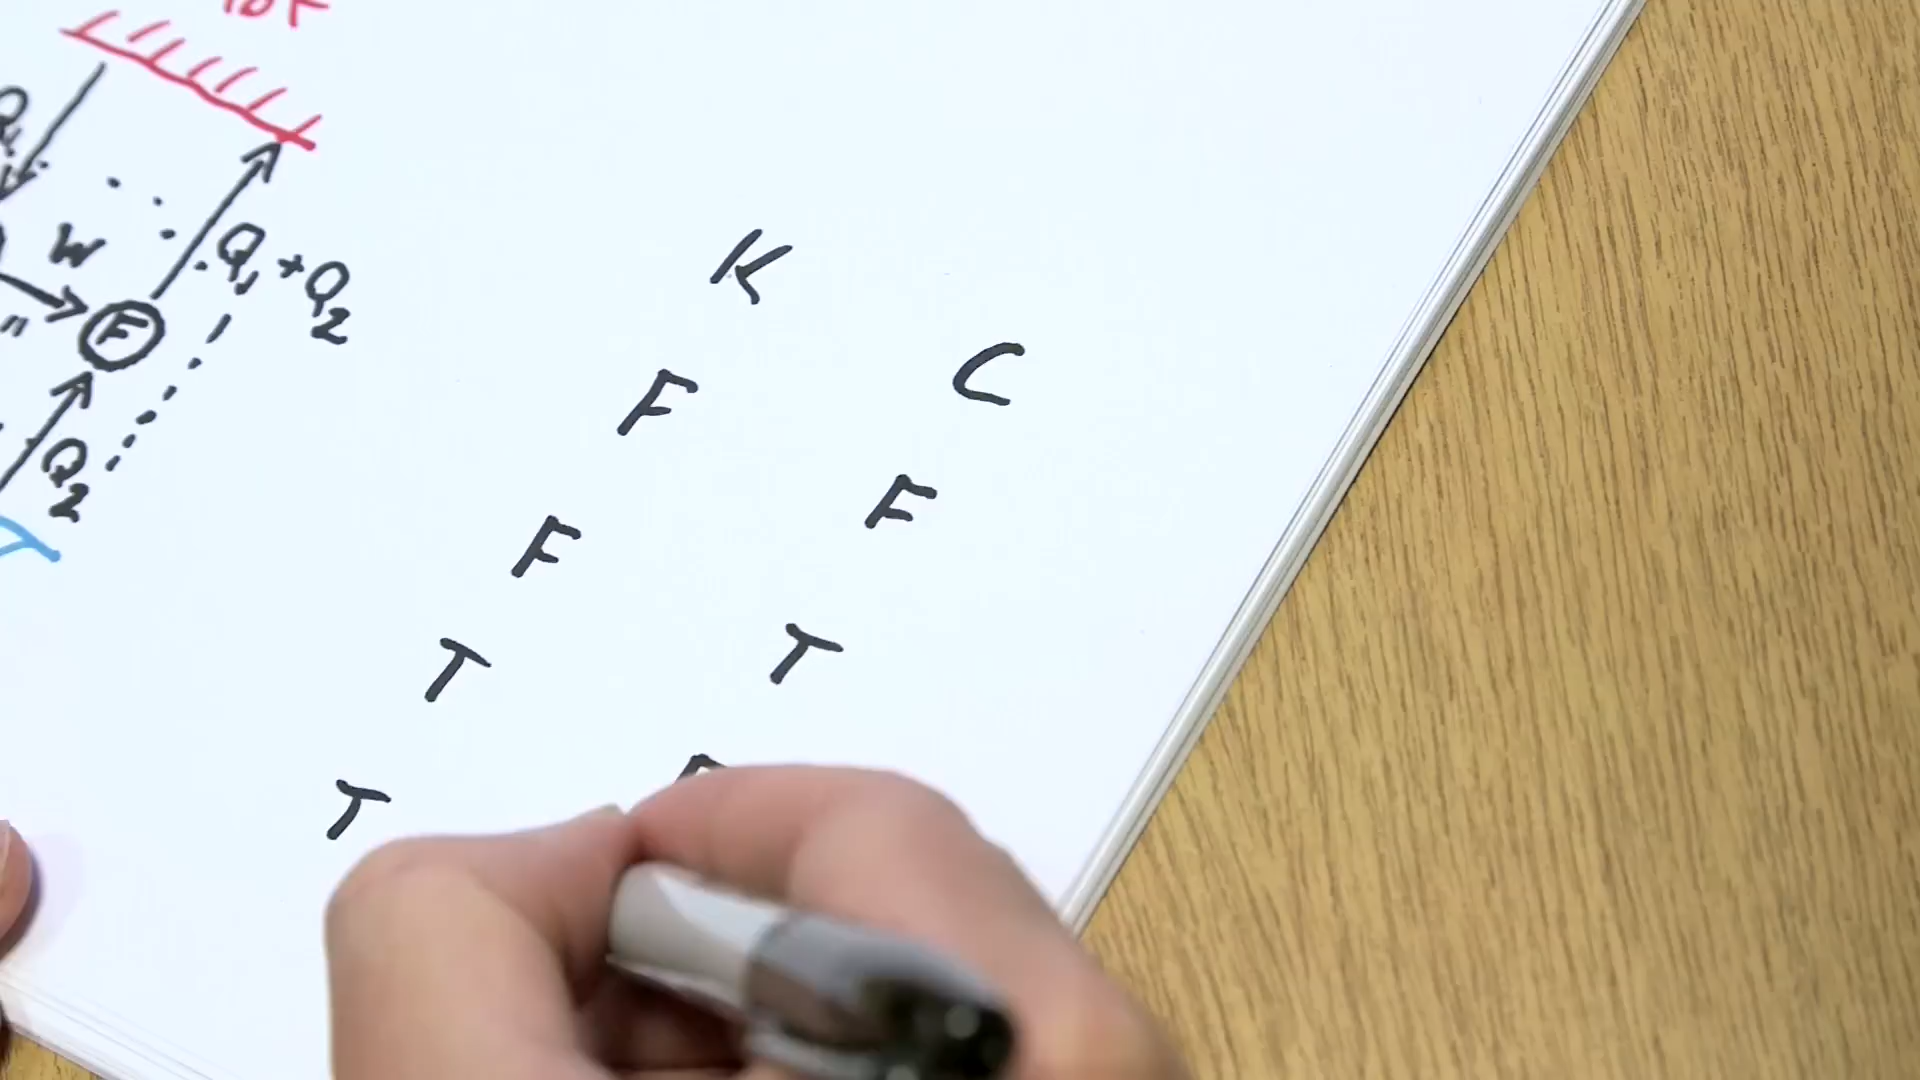 Q₁
W
"
F
Q₁ + Q₂
Q₂
K C
F F
F T
T
T